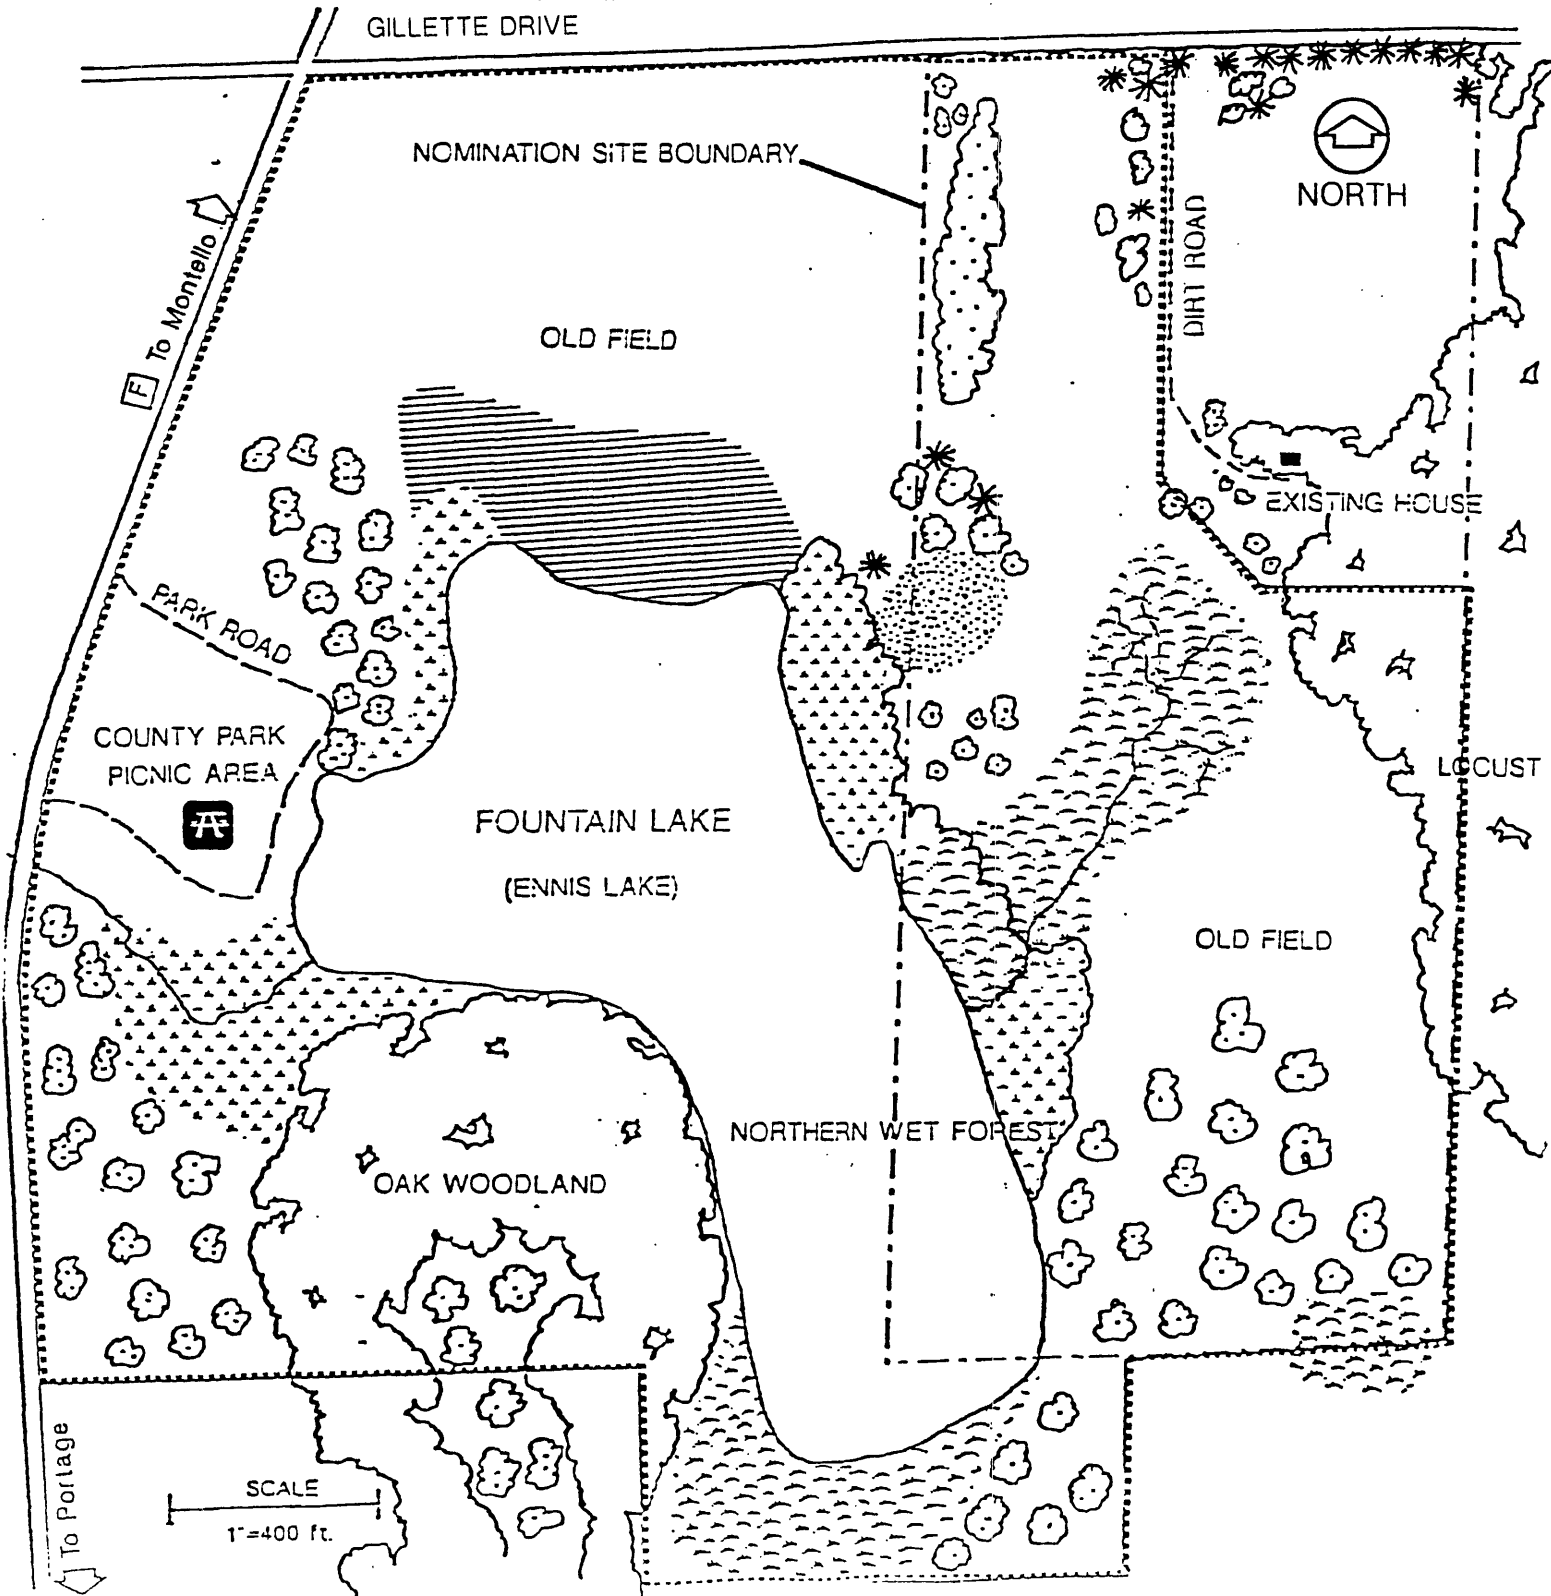 GILLETTE DRIVE
NOMINATION SITE BOUNDARY
NORTH
DIRT ROAD
F To Montello
OLD FIELD
EXISTING HOUSE
PARK ROAD
COUNTY PARK
PICNIC AREA
LOCUST
FOUNTAIN LAKE
(ENNIS LAKE)
OLD FIELD
NORTHERN WET FOREST
OAK WOODLAND
To Portage
SCALE
1"=400 ft.